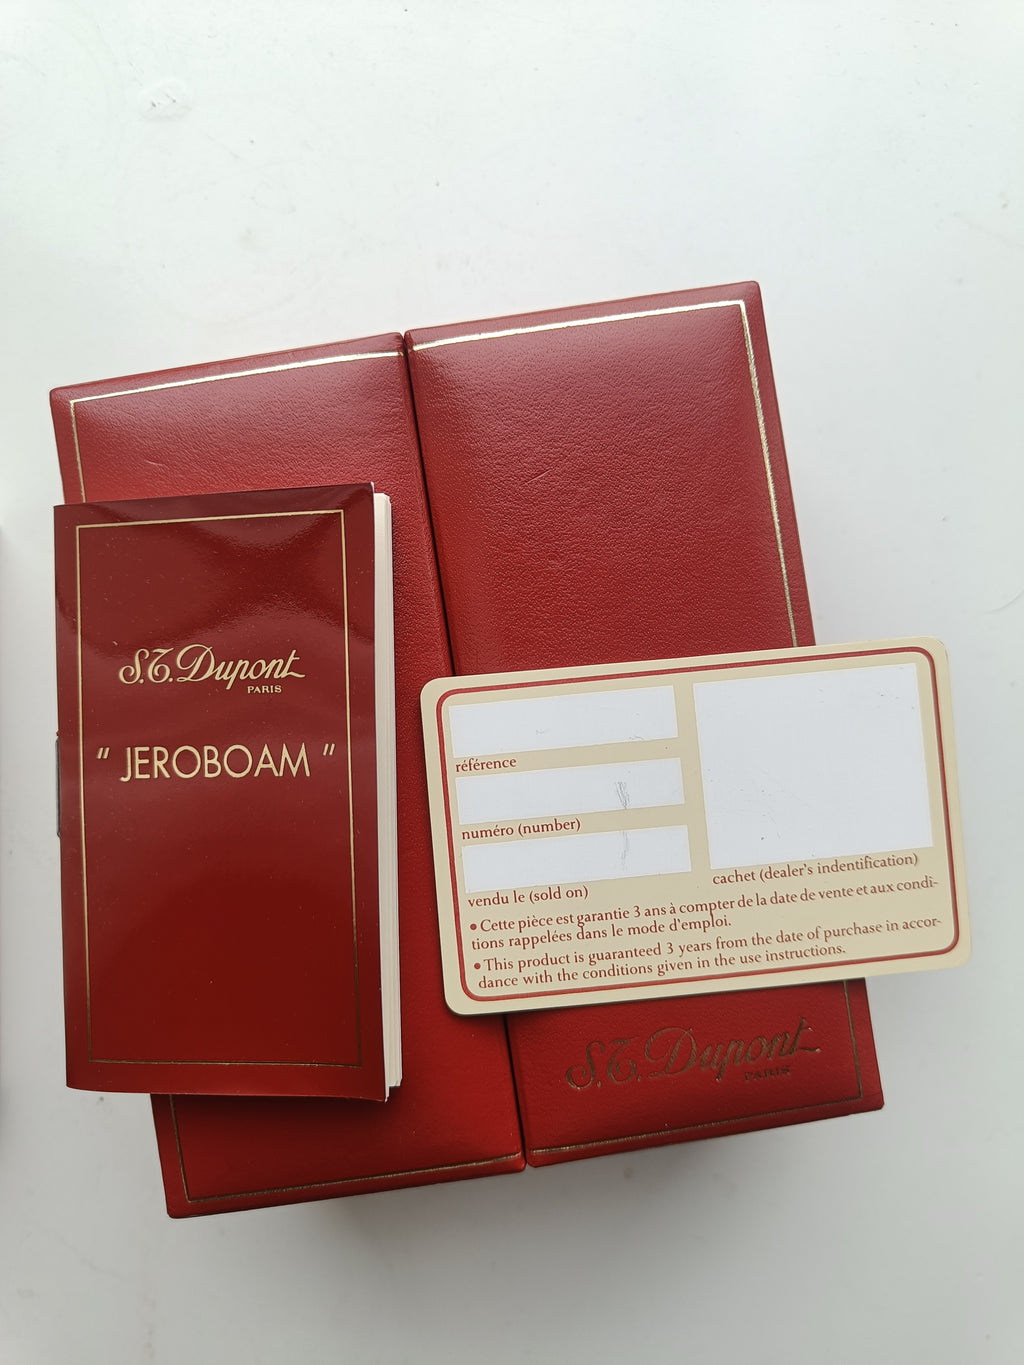 S.T. Dupont
PARIS
" JEROBOAM "
référence
numéro (number)
vendu le (sold on)
cachet (dealer's indentification)
• Cette pièce est garantie 3 ans à compter de la date de vente et aux condi-
tions rappelées dans le mode d'emploi.
• This product is guaranteed 3 years from the date of purchase in accor-
dance with the conditions given in the use instructions.
S.T. Dupont
PARIS